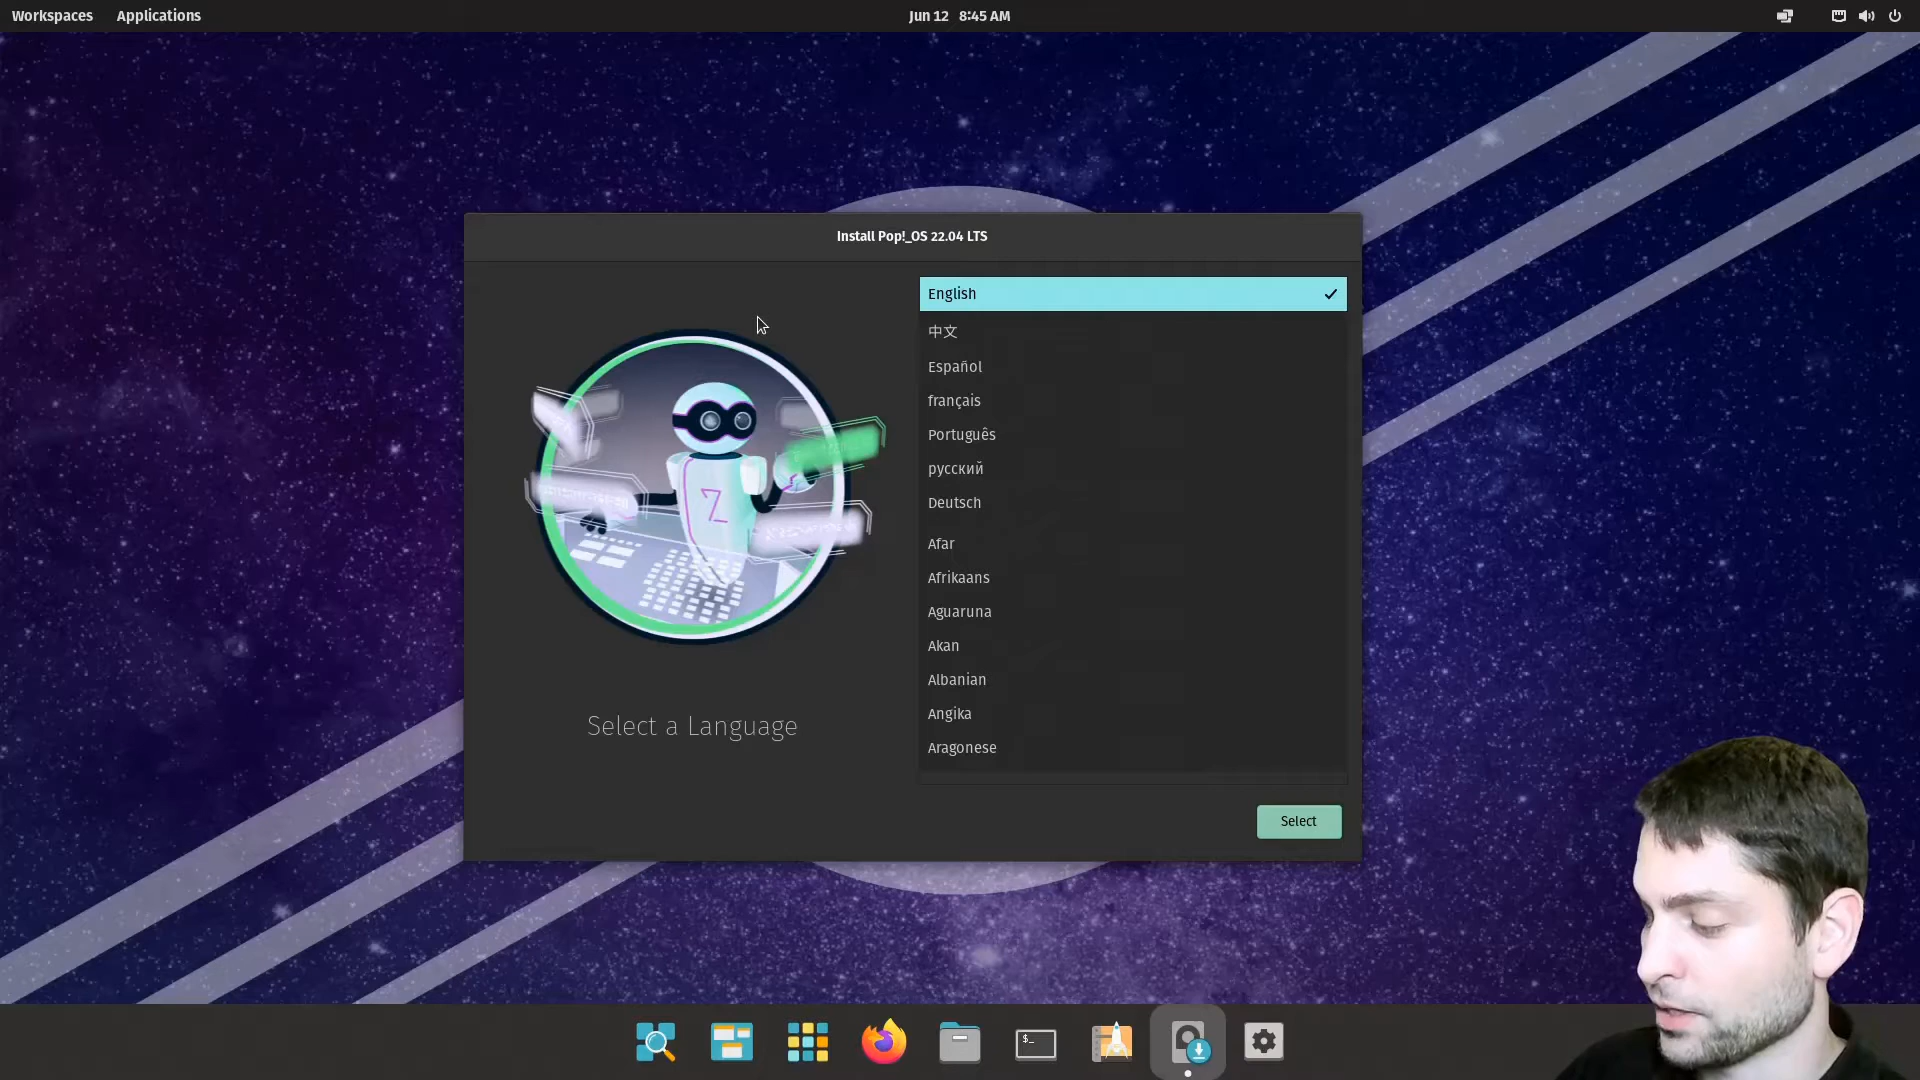 Workspaces Applications Jun 12 8:45 AM
Install Pop!_OS 22.04 LTS
English
中文
Español
français
Português
русский
Deutsch
Afar
Afrikaans
Aguaruna
Akan
Albanian
Angika
Aragonese
Select a Language
Select
$_